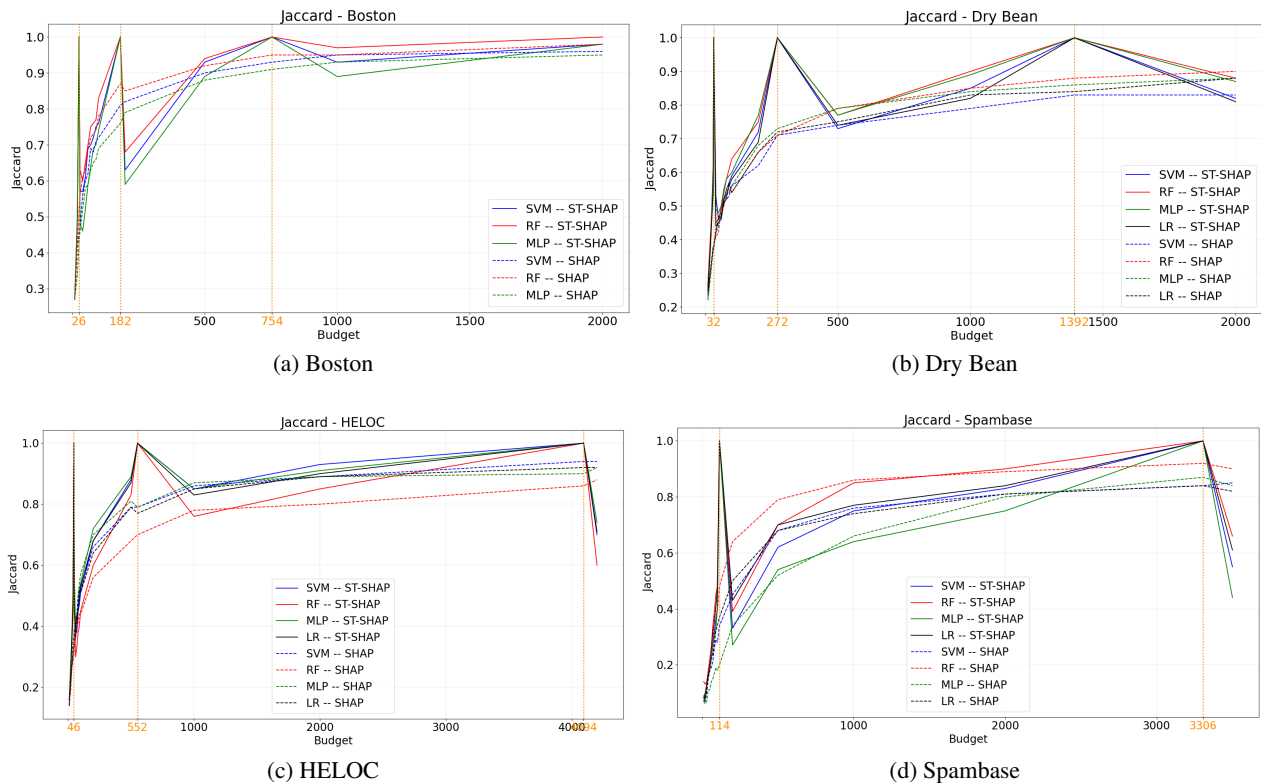 Jaccard - Boston
Jaccard
1.0
0.9
0.8
0.7
0.6
0.5
0.4
0.3
SVM -- ST-SHAP
RF -- ST-SHAP
MLP -- ST-SHAP
SVM -- SHAP
RF -- SHAP
MLP -- SHAP
26 182 500 754 1000 1500 2000
Budget
(a) Boston
Jaccard - Dry Bean
Jaccard
1.0
0.9
0.8
0.7
0.6
0.5
0.4
0.3
0.2
SVM -- ST-SHAP
RF -- ST-SHAP
MLP -- ST-SHAP
LR -- ST-SHAP
SVM -- SHAP
RF -- SHAP
MLP -- SHAP
LR -- SHAP
32 272 500 1000 1392 1500 2000
Budget
(b) Dry Bean
Jaccard - HELOC
Jaccard
1.0
0.8
0.6
0.4
0.2
SVM -- ST-SHAP
RF -- ST-SHAP
MLP -- ST-SHAP
LR -- ST-SHAP
SVM -- SHAP
RF -- SHAP
MLP -- SHAP
LR -- SHAP
46 552 1000 2000 3000 4000 4094
Budget
(c) HELOC
Jaccard - Spambase
Jaccard
1.0
0.8
0.6
0.4
0.2
SVM -- ST-SHAP
RF -- ST-SHAP
MLP -- ST-SHAP
LR -- ST-SHAP
SVM -- SHAP
RF -- SHAP
MLP -- SHAP
LR -- SHAP
114 1000 2000 3000 3306
Budget
(d) Spambase